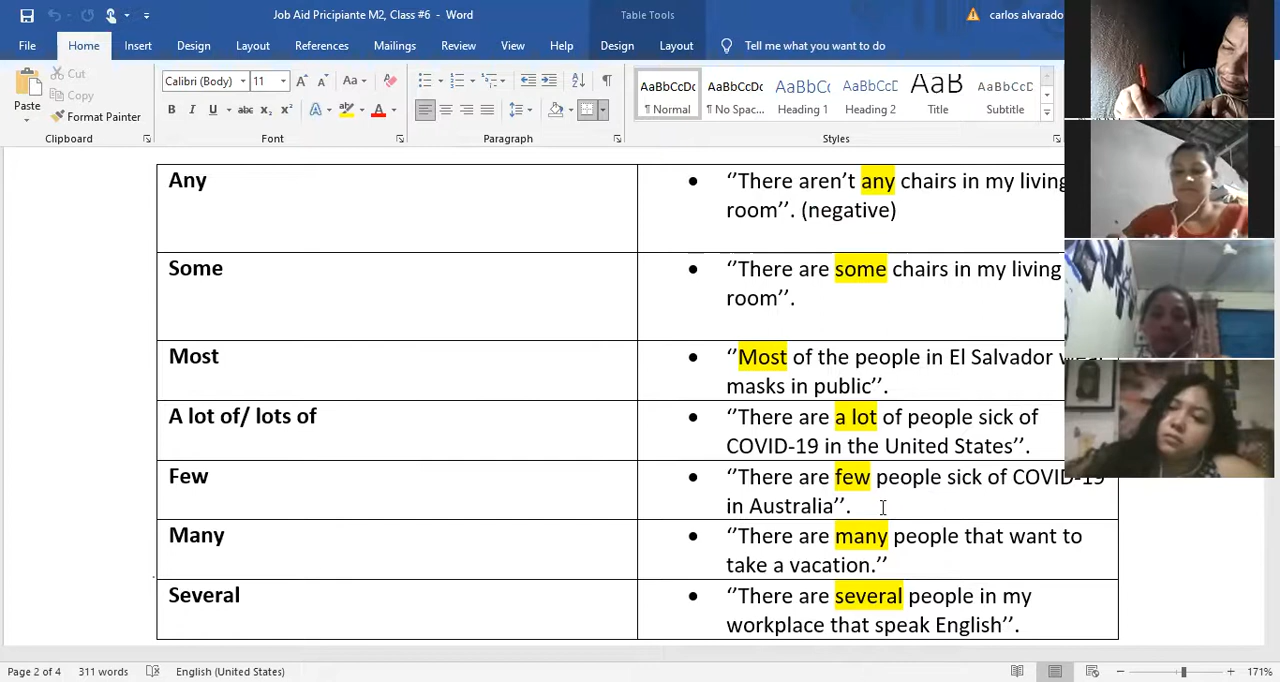 Job Aid Pricipiante M2, Class #6 - Word
Table Tools
carlos alvarado
File Home Insert Design Layout References Mailings Review View Help Design Layout Tell me what you want to do
Paste
Cut
Copy
Format Painter
Calibri (Body) 11
Aa
B I U abc x₂ x² A A
AaBbCcDc AaBbCcDc AaBbCc AaBbCcD AaB AaBbCcD
¶ Normal ¶ No Spac... Heading 1 Heading 2 Title Subtitle
Clipboard Font Paragraph Styles
Any
• ‘’There aren’t any chairs in my living
room’’. (negative)
Some
• ‘’There are some chairs in my living
room’’.
Most
• ‘’Most of the people in El Salvador wear
masks in public’’.
A lot of/ lots of
• ‘’There are a lot of people sick of
COVID-19 in the United States’’.
Few
• ‘’There are few people sick of COVID-19
in Australia’’.
Many
• ‘’There are many people that want to
take a vacation.’’
Several
• ‘’There are several people in my
workplace that speak English’’.
Page 2 of 4 311 words English (United States) 171%